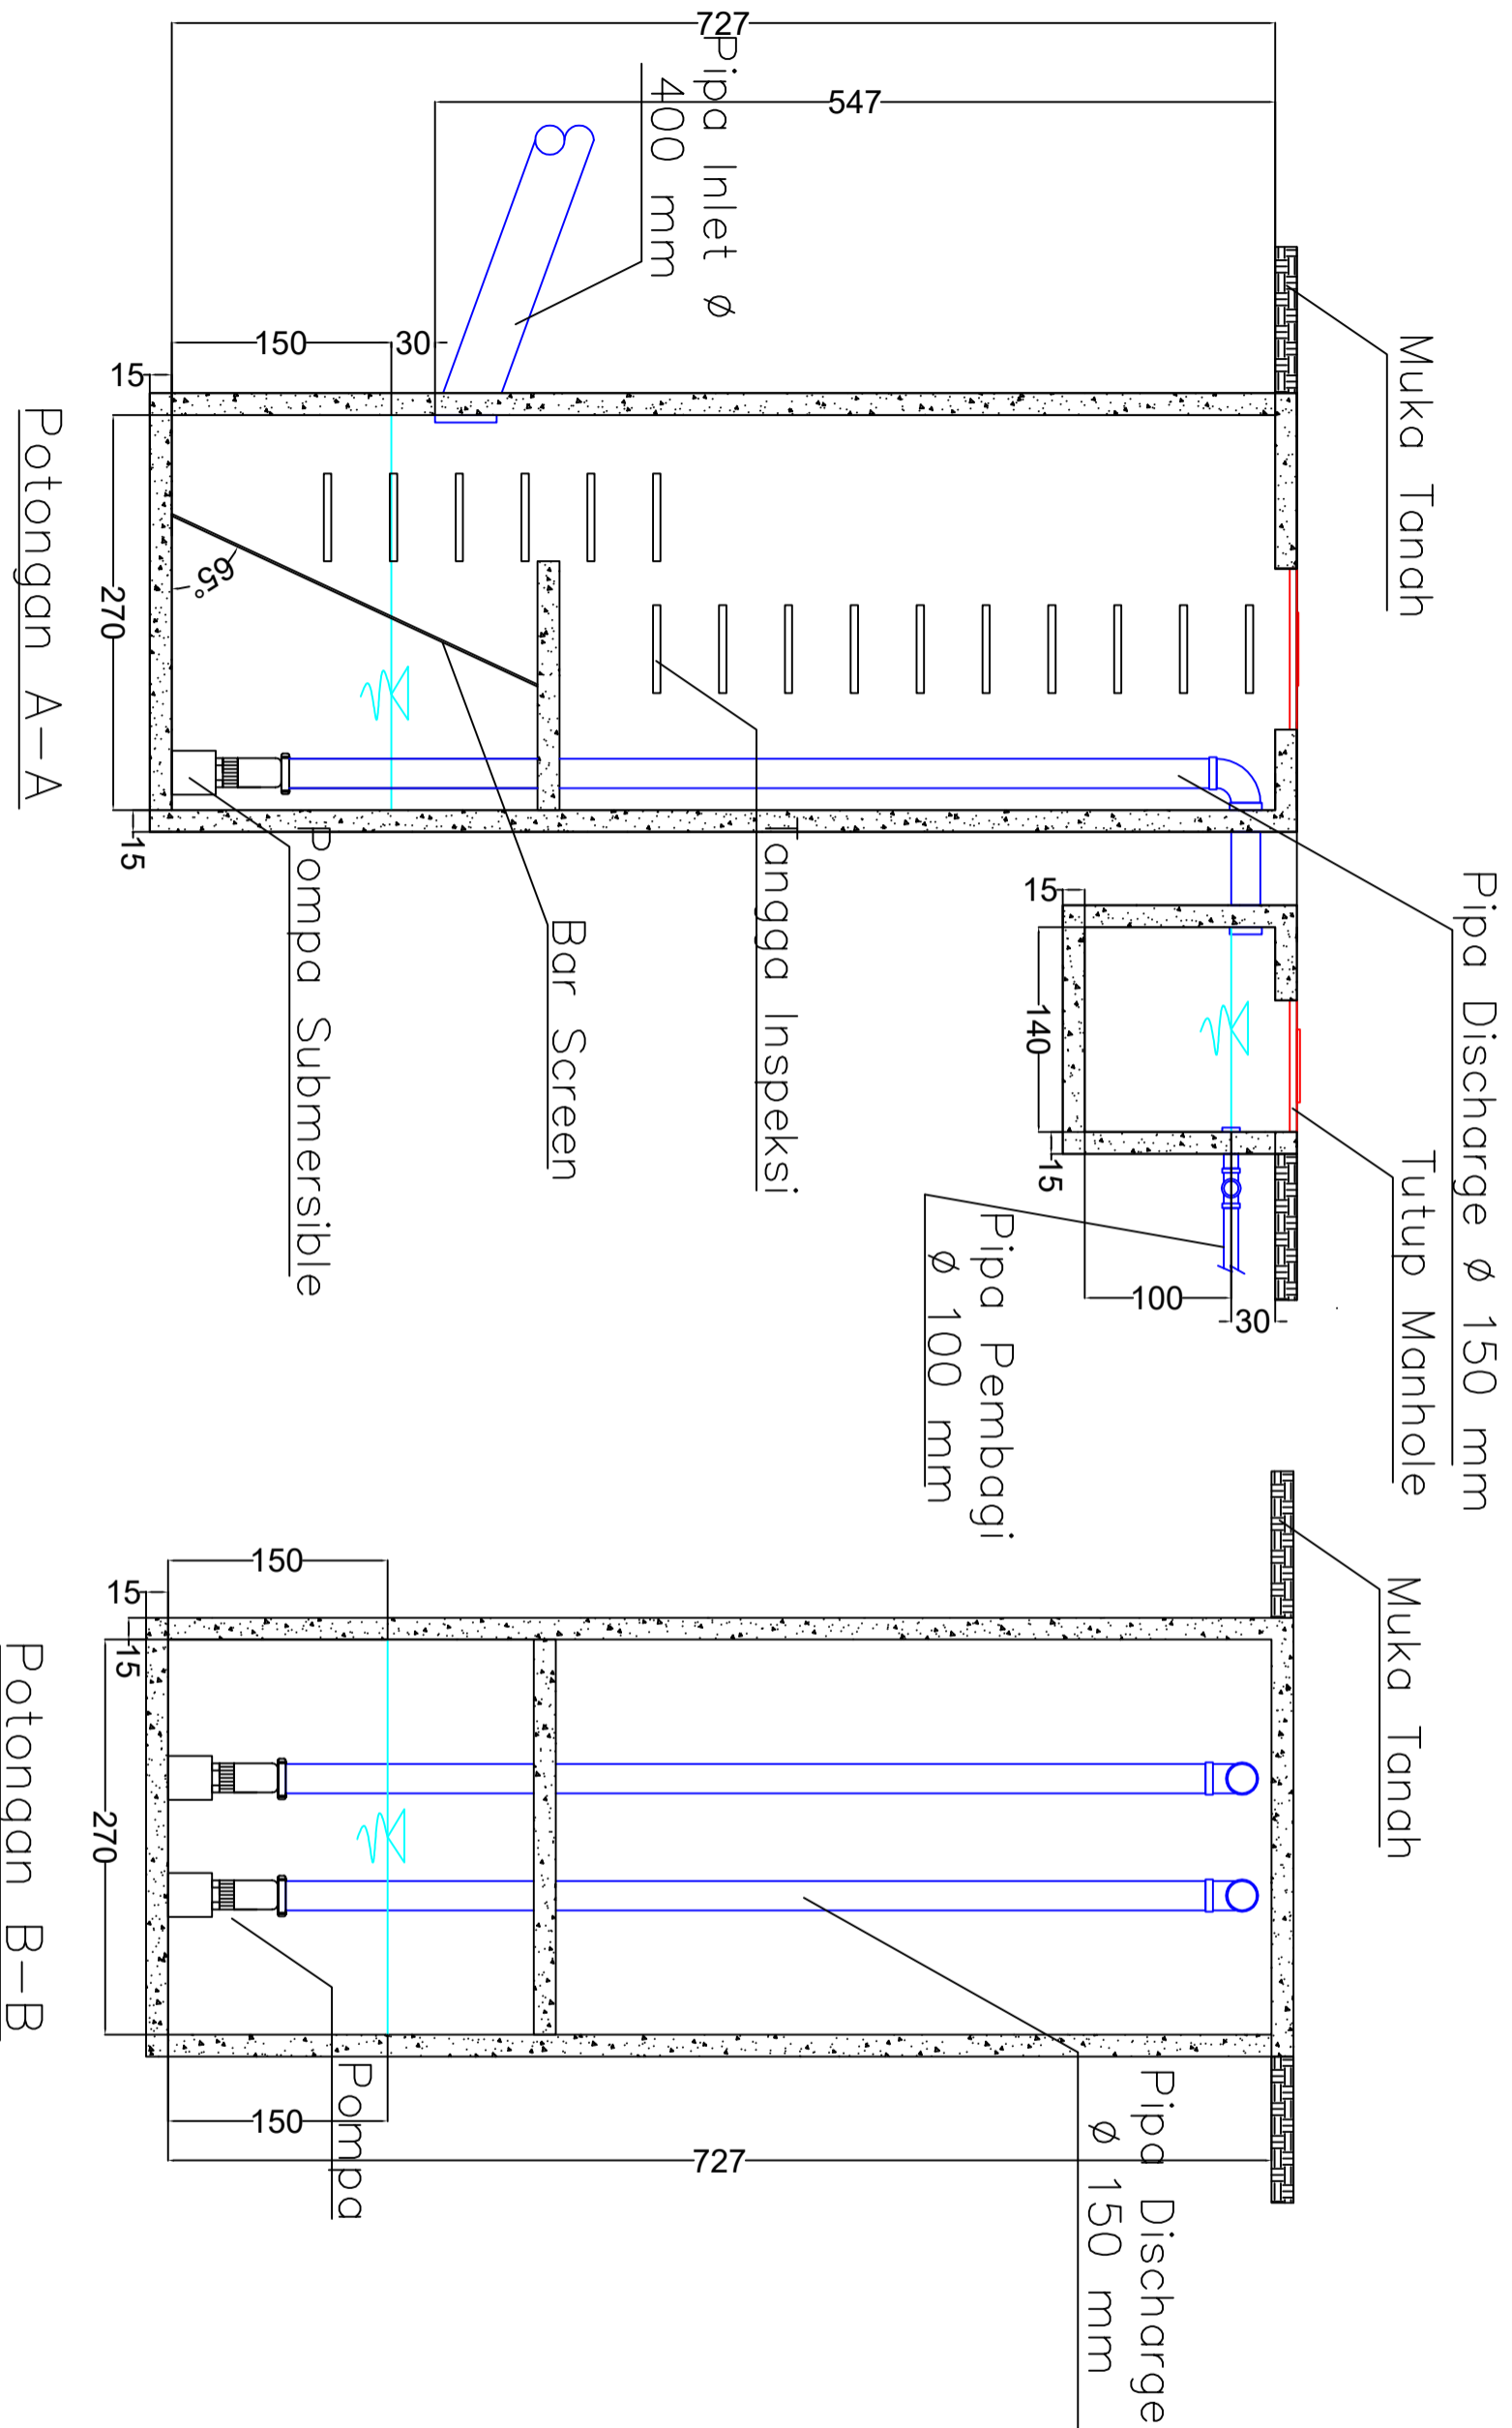 Pipa Discharge Ø 150 mm
Muka Tanah
Tutup Manhole
727
547
Pipa Inlet Ø
400 mm
150
30
15
65°
270
15
Tangga Inspeksi
Bar Screen
Pompa Submersible
15
140
15
Pipa Pembagi
Ø 100 mm
100
30
Potongan A-A
Muka Tanah
150
15
15
270
150
727
Pompa
Pipa Discharge
Ø 150 mm
Potongan B-B